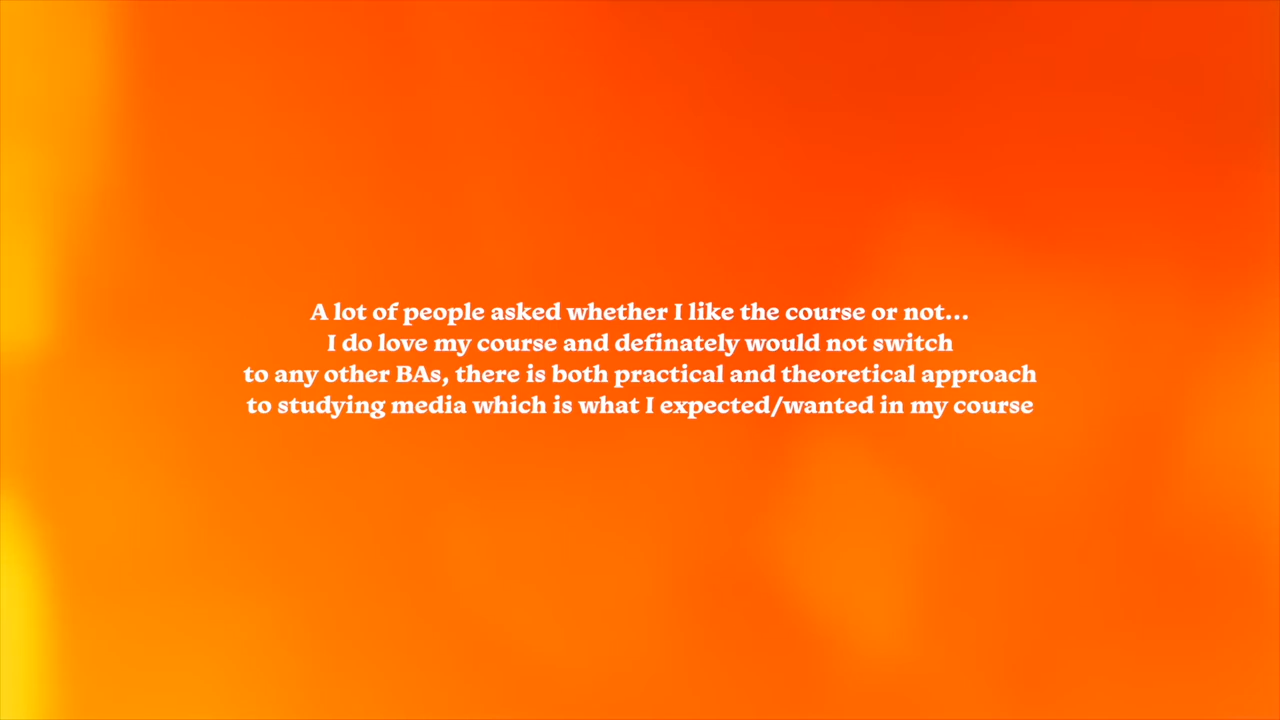 A lot of people asked whether I like the course or not...
I do love my course and definately would not switch
to any other BAs, there is both practical and theoretical approach
to studying media which is what I expected/wanted in my course